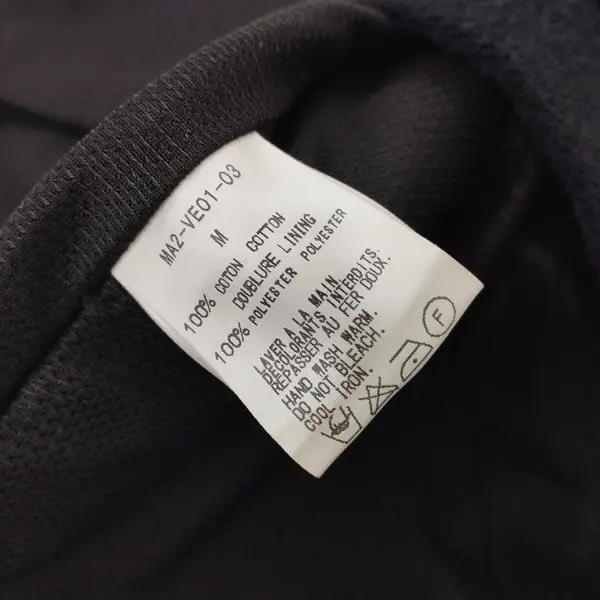 MA2-VE01-03
M
100% COTON COTTON
DOUBLURE LINING
100% POLYESTER POLYESTER
LAVER A LA MAIN
DECOLORANTS INTERDITS.
REPASSER AU FER DOUX.
HAND WASH WARM.
DO NOT BLEACH.
COOL IRON.
F